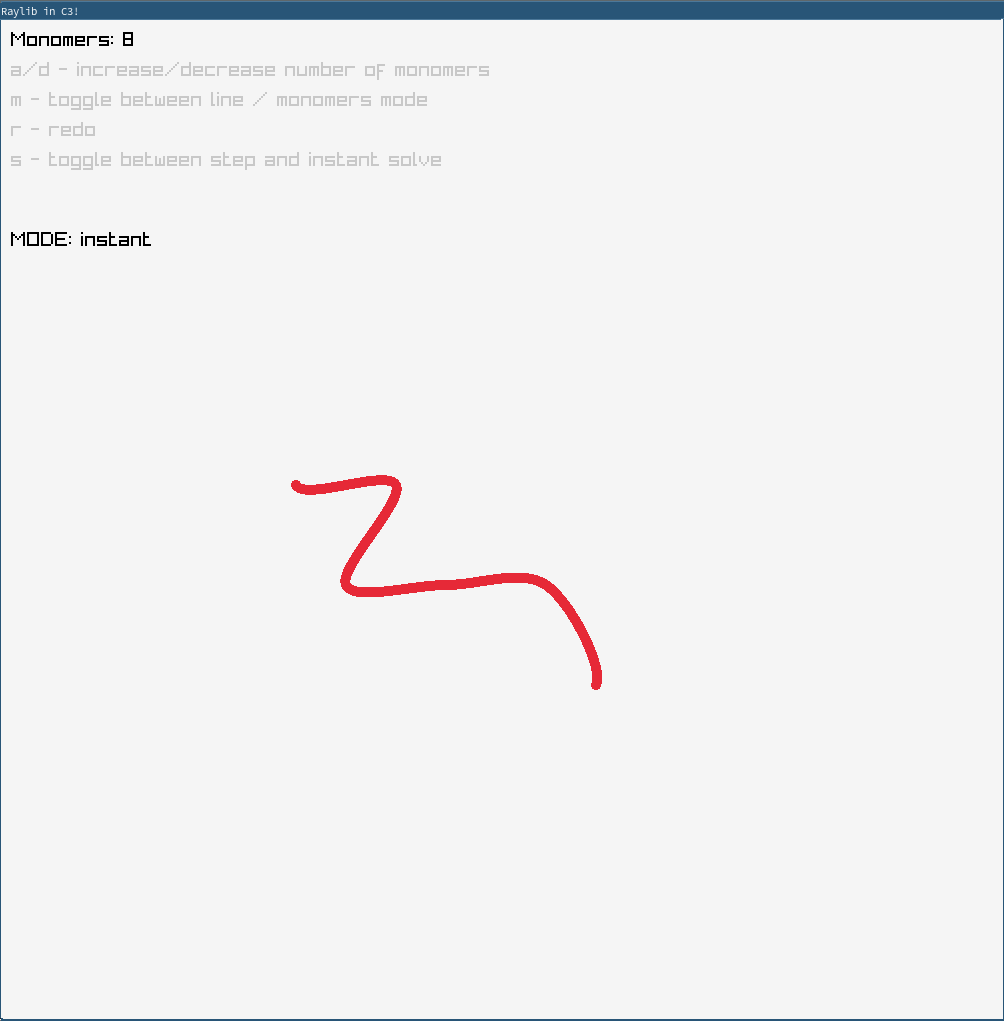 Raylib in C3!
Monomers: 8
a/d - increase/decrease number of monomers
m - toggle between line / monomers mode
r - redo
s - toggle between step and instant solve
MODE: instant